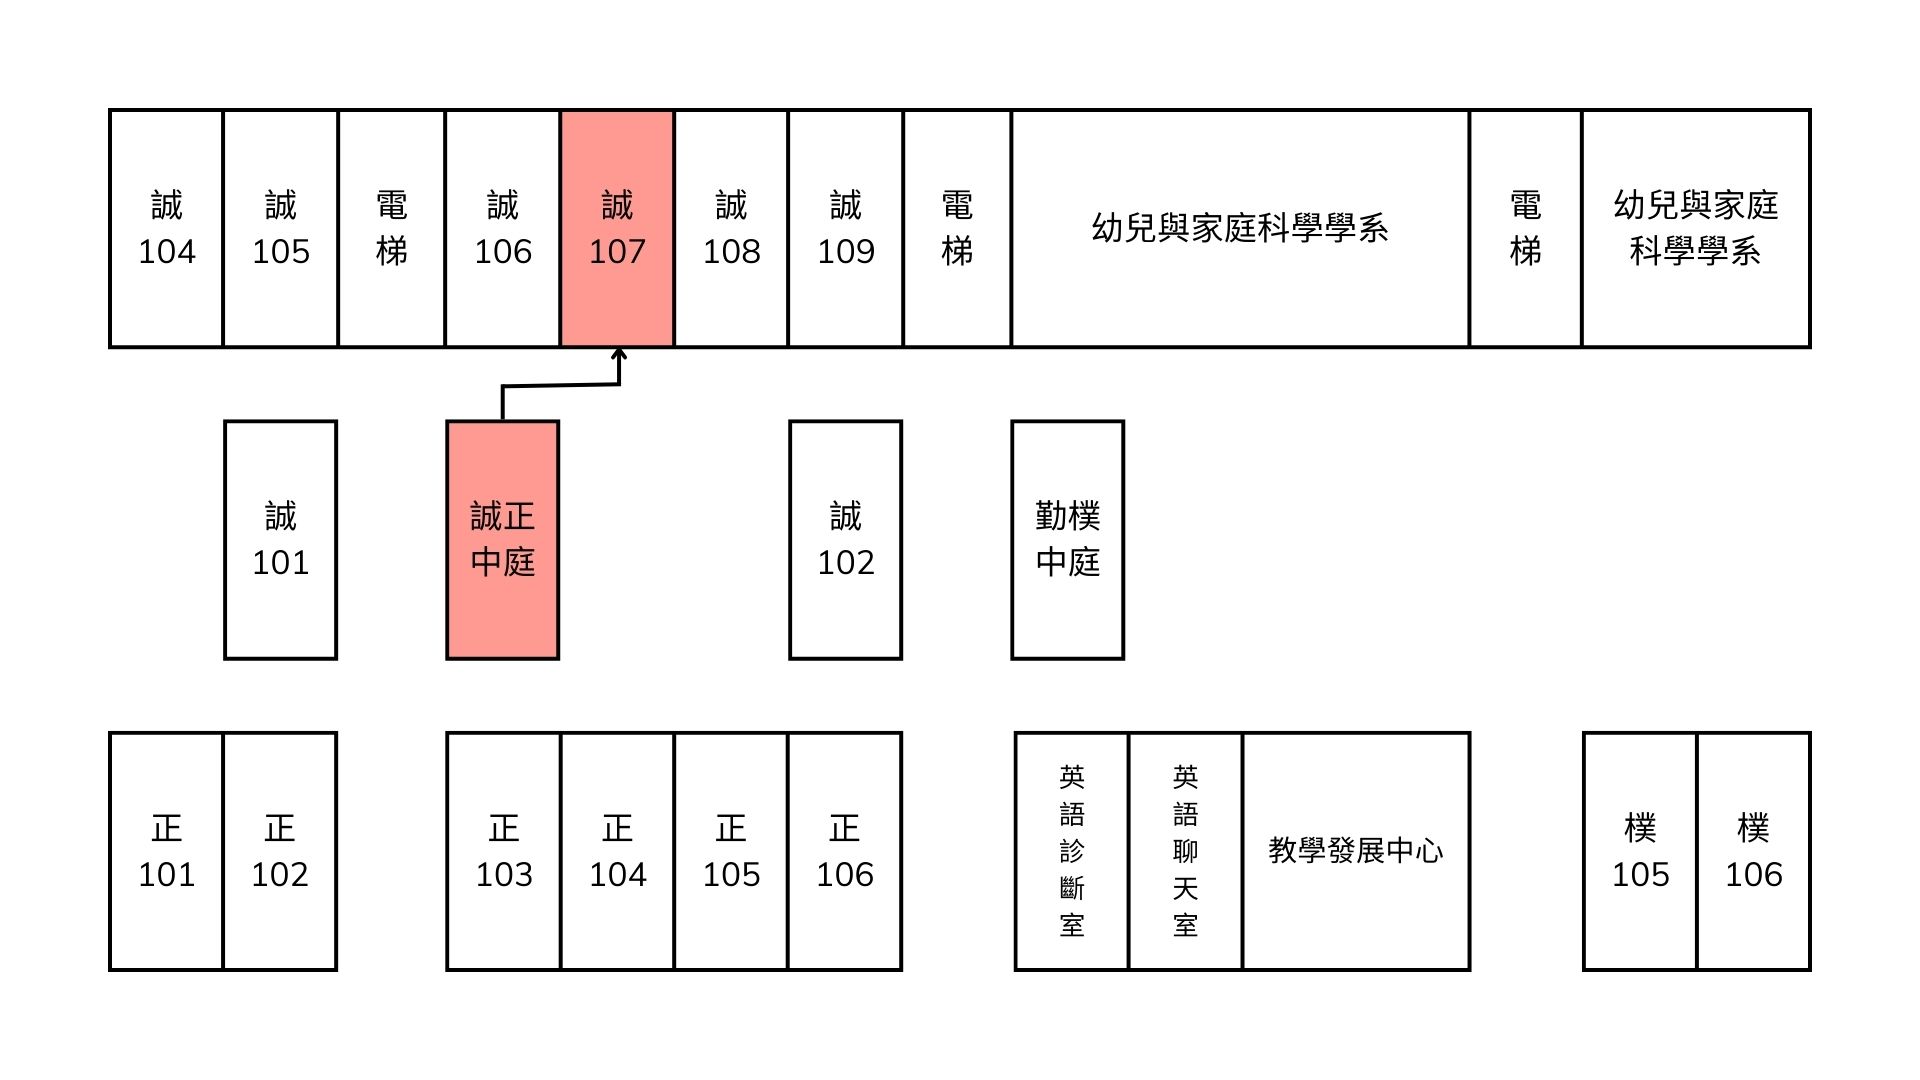 誠
104
誠
105
電
梯
誠
106
誠
107
誠
108
誠
109
電
梯
幼兒與家庭科學學系
電
梯
幼兒與家庭
科學學系
誠
101
誠正
中庭
誠
102
勤樸
中庭
正
101
正
102
正
103
正
104
正
105
正
106
英
語
診
斷
室
英
語
聊
天
室
教學發展中心
樸
105
樸
106